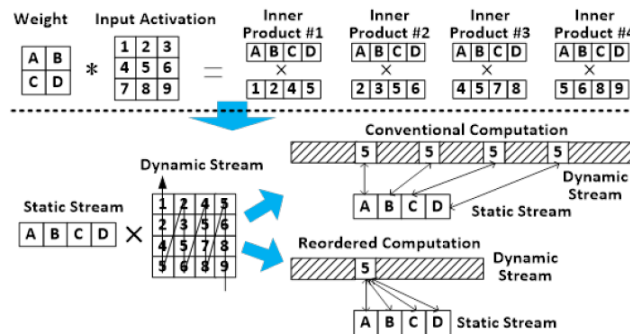 Weight
Input Activation
Inner Product #1
Inner Product #2
Inner Product #3
Inner Product #4
A B
C D
*
1 2 3
4 5 6
7 8 9
=
A B C D
×
1 2 4 5
A B C D
×
2 3 5 6
A B C D
×
4 5 7 8
A B C D
×
5 6 8 9
Conventional Computation
5 5 5 5
Dynamic Stream
A B C D
Static Stream
Dynamic Stream
Static Stream
A B C D
×
1 2 4 5
2 3 5 6
4 5 7 8
5 6 8 9
Reordered Computation
5
Dynamic Stream
A B C D
Static Stream